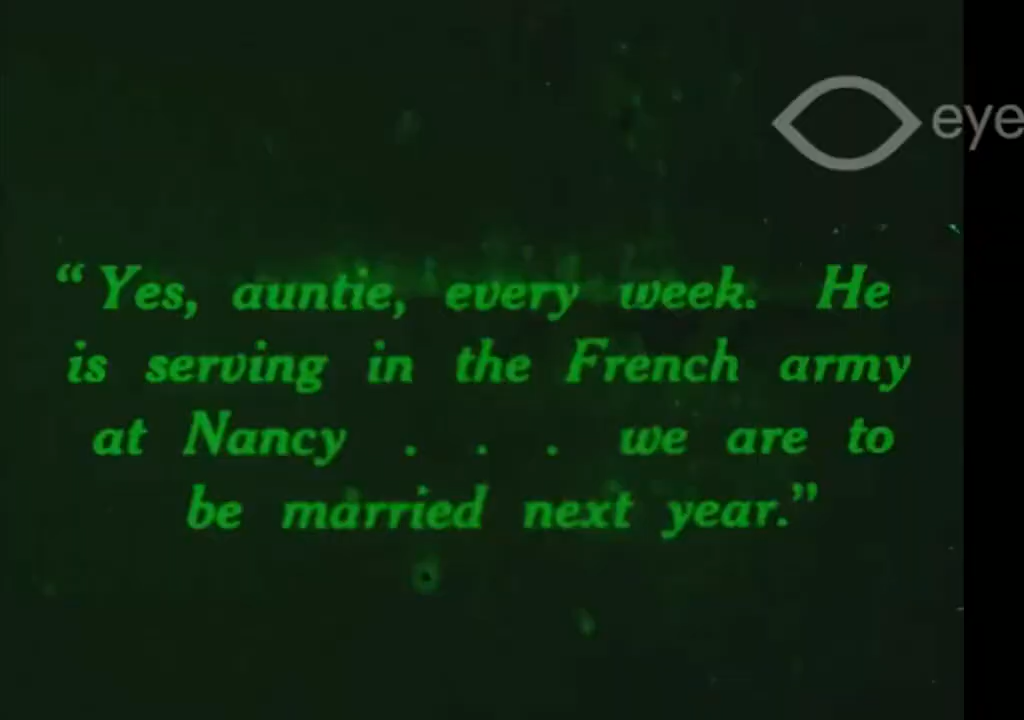 eye
“Yes, auntie, every week. He
is serving in the French army
at Nancy . . . we are to
be married next year.”